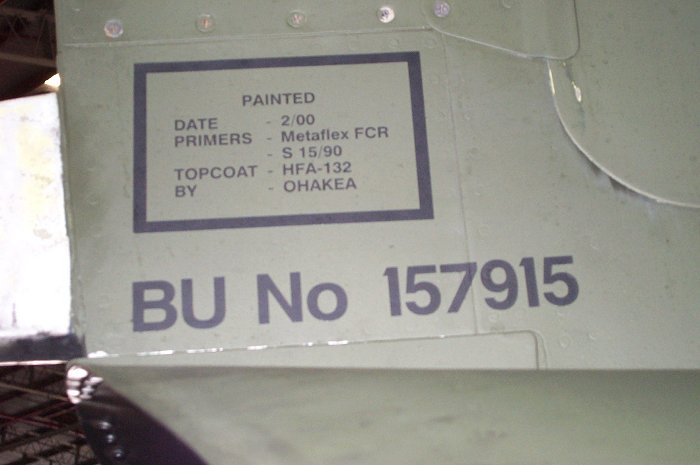 PAINTED
DATE - 2/00
PRIMERS - Metaflex FCR
- S 15/90
TOPCOAT - HFA-132
BY - OHAKEA
BU No 157915